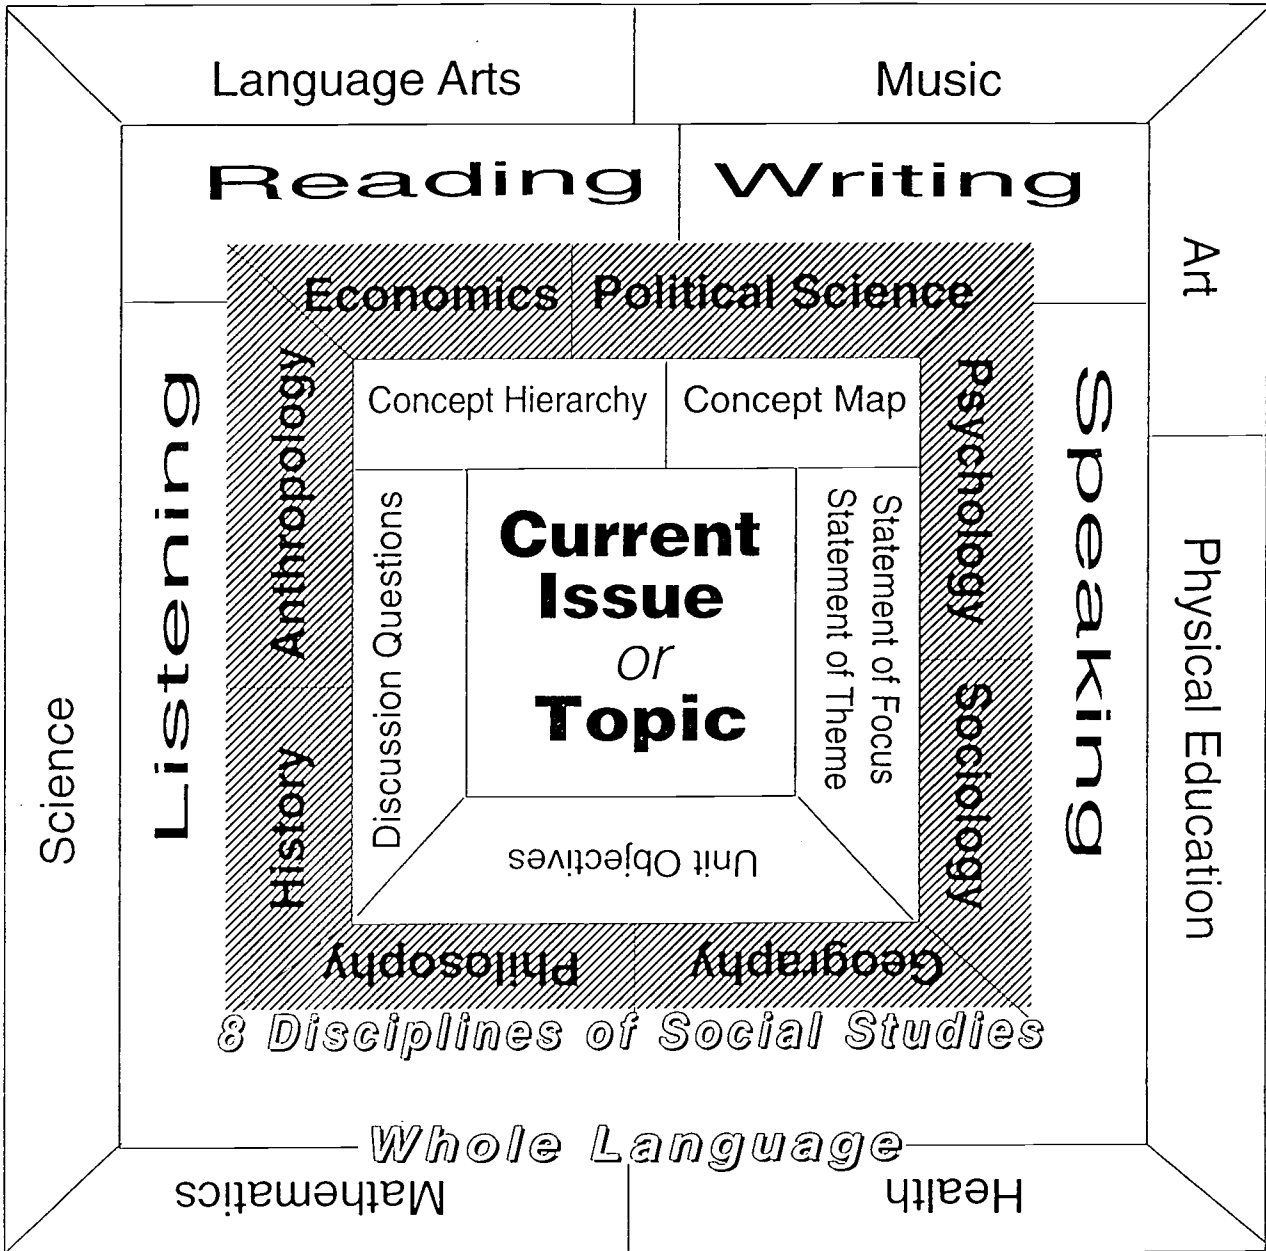 Language Arts
Music
Art
Physical Education
Health
Mathematics
Science
Reading
Writing
Speaking
Listening
Whole Language
Economics
Political Science
Psychology
Sociology
Geography
Philosophy
History
Anthropology
8 Disciplines of Social Studies
Concept Hierarchy
Concept Map
Statement of Focus
Statement of Theme
Unit Objectives
Discussion Questions
Current
Issue
or
Topic